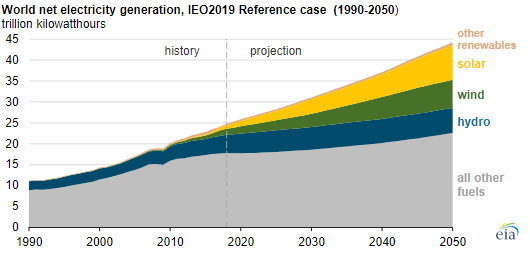 World net electricity generation, IEO2019 Reference case (1990-2050)
trillion kilowatthours
45
40
35
30
25
20
15
10
5
0
history
projection
other
renewables
solar
wind
hydro
all other
fuels
1990
2000
2010
2020
2030
2040
2050
eia